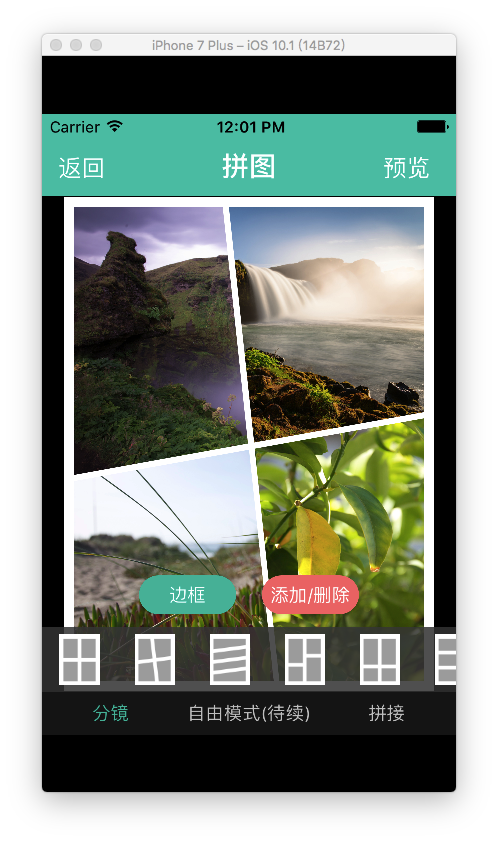 iPhone 7 Plus – iOS 10.1 (14B72)
Carrier 12:01 PM
返回 拼图 预览
边框 添加/删除
分镜 自由模式(待续) 拼接